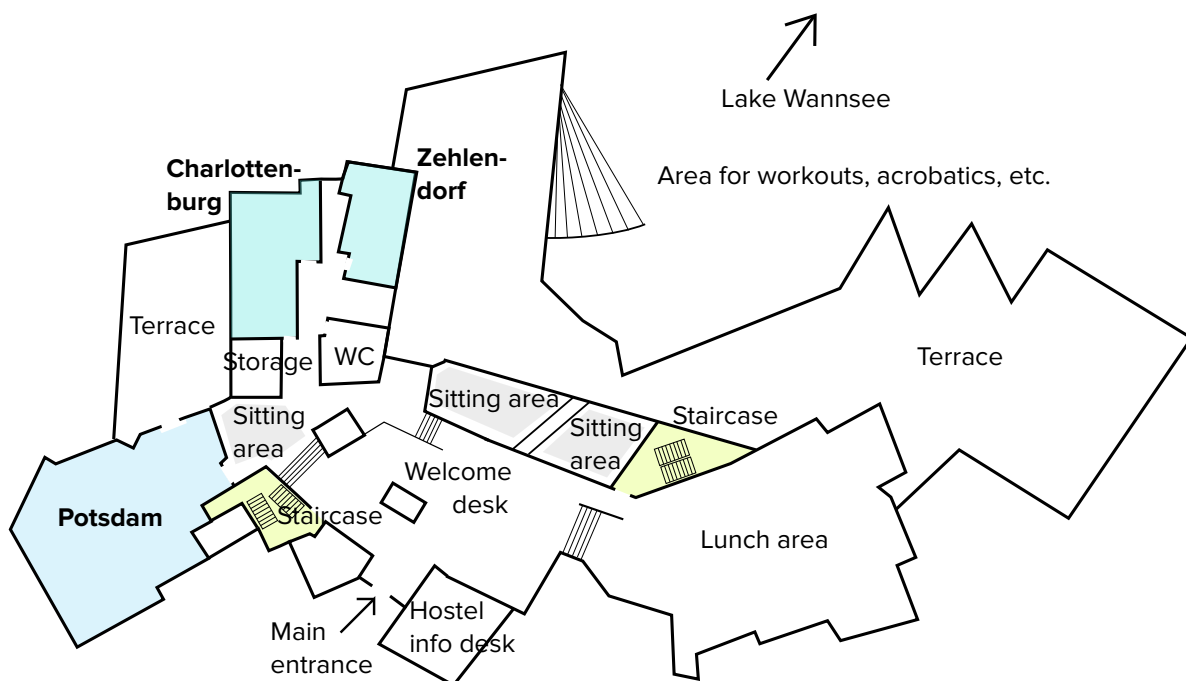 Lake Wannsee
Charlotten-
burg
Zehlen-
dorf
Area for workouts, acrobatics, etc.
Terrace
Storage
WC
Terrace
Sitting area
Sitting
area
Staircase
Sitting
area
Welcome
desk
Potsdam
Staircase
Lunch area
Main
entrance
Hostel
info desk